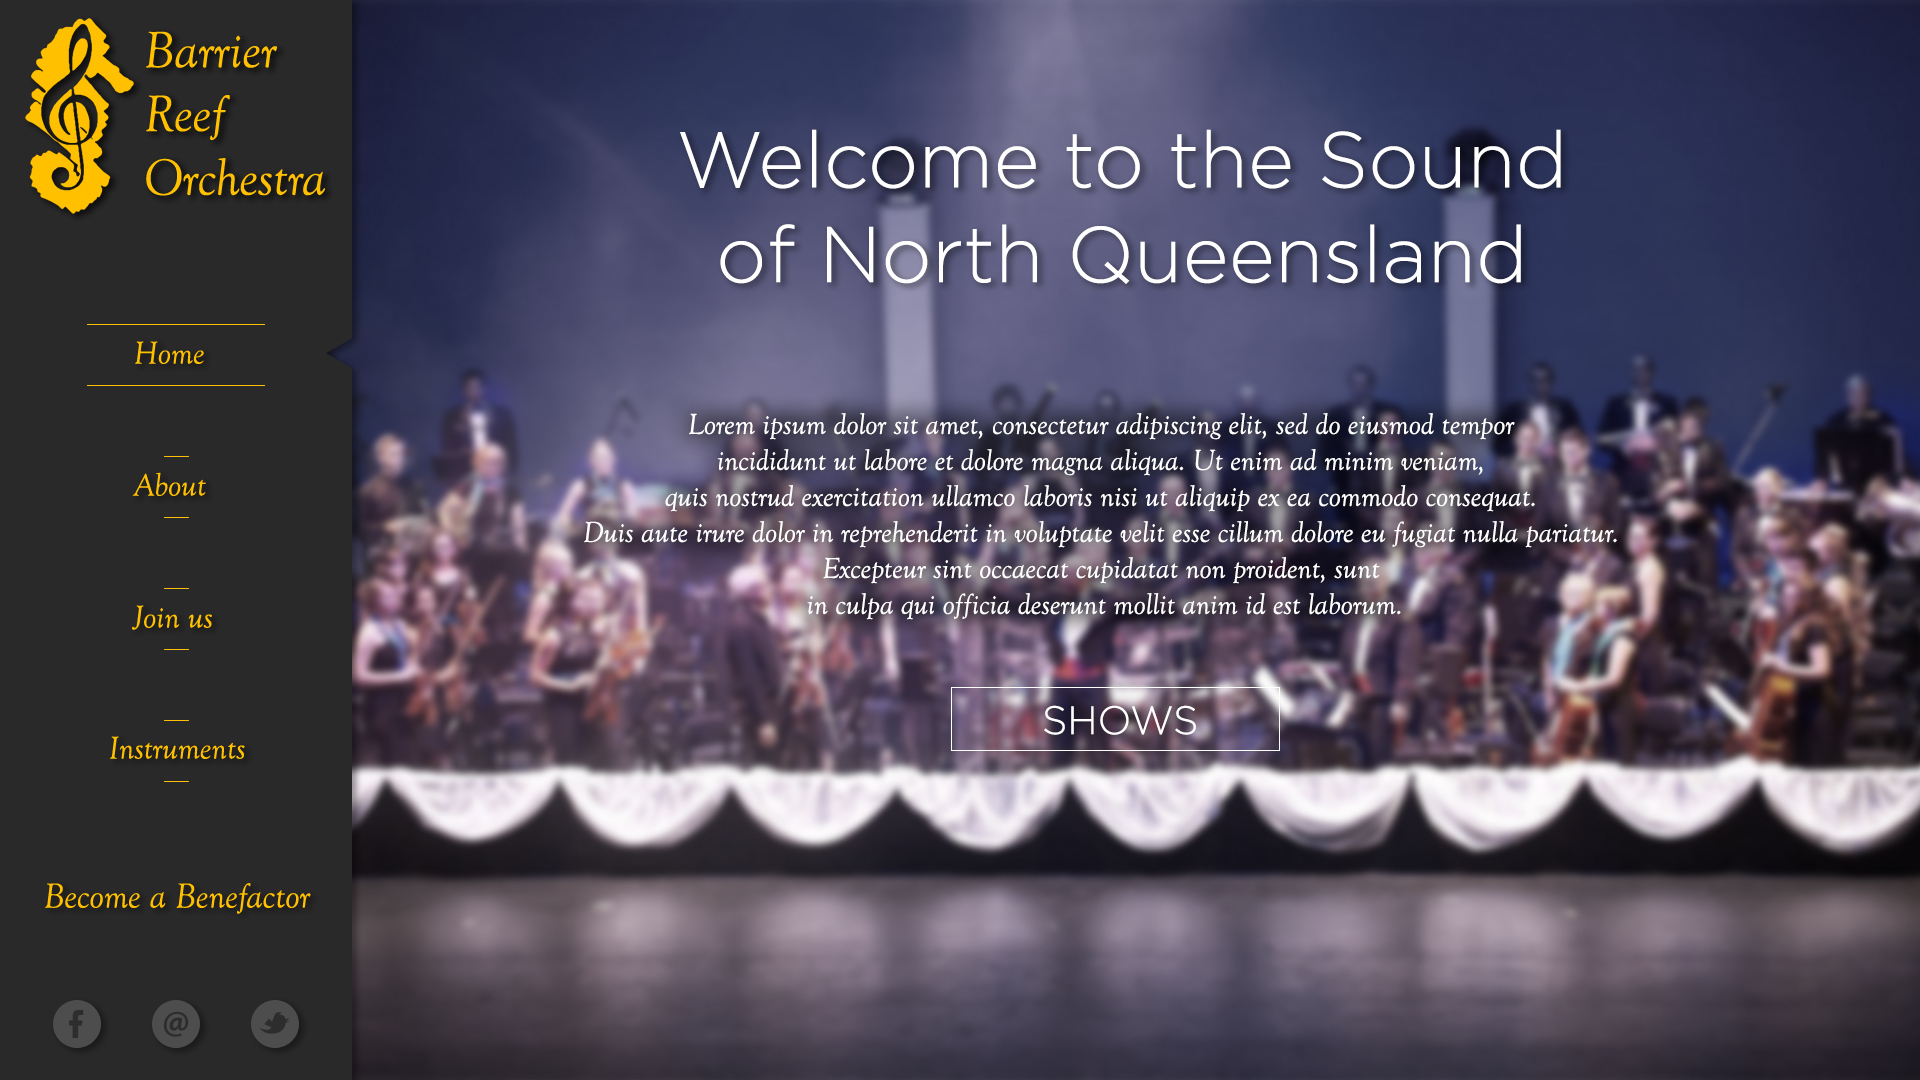 Barrier
Reef
Orchestra
Home
About
Join us
Instruments
Become a Benefactor
Welcome to the Sound
of North Queensland
Lorem ipsum dolor sit amet, consectetur adipiscing elit, sed do eiusmod tempor
incididunt ut labore et dolore magna aliqua. Ut enim ad minim veniam,
quis nostrud exercitation ullamco laboris nisi ut aliquip ex ea commodo consequat.
Duis aute irure dolor in reprehenderit in voluptate velit esse cillum dolore eu fugiat nulla pariatur.
Excepteur sint occaecat cupidatat non proident, sunt
in culpa qui officia deserunt mollit anim id est laborum.
SHOWS